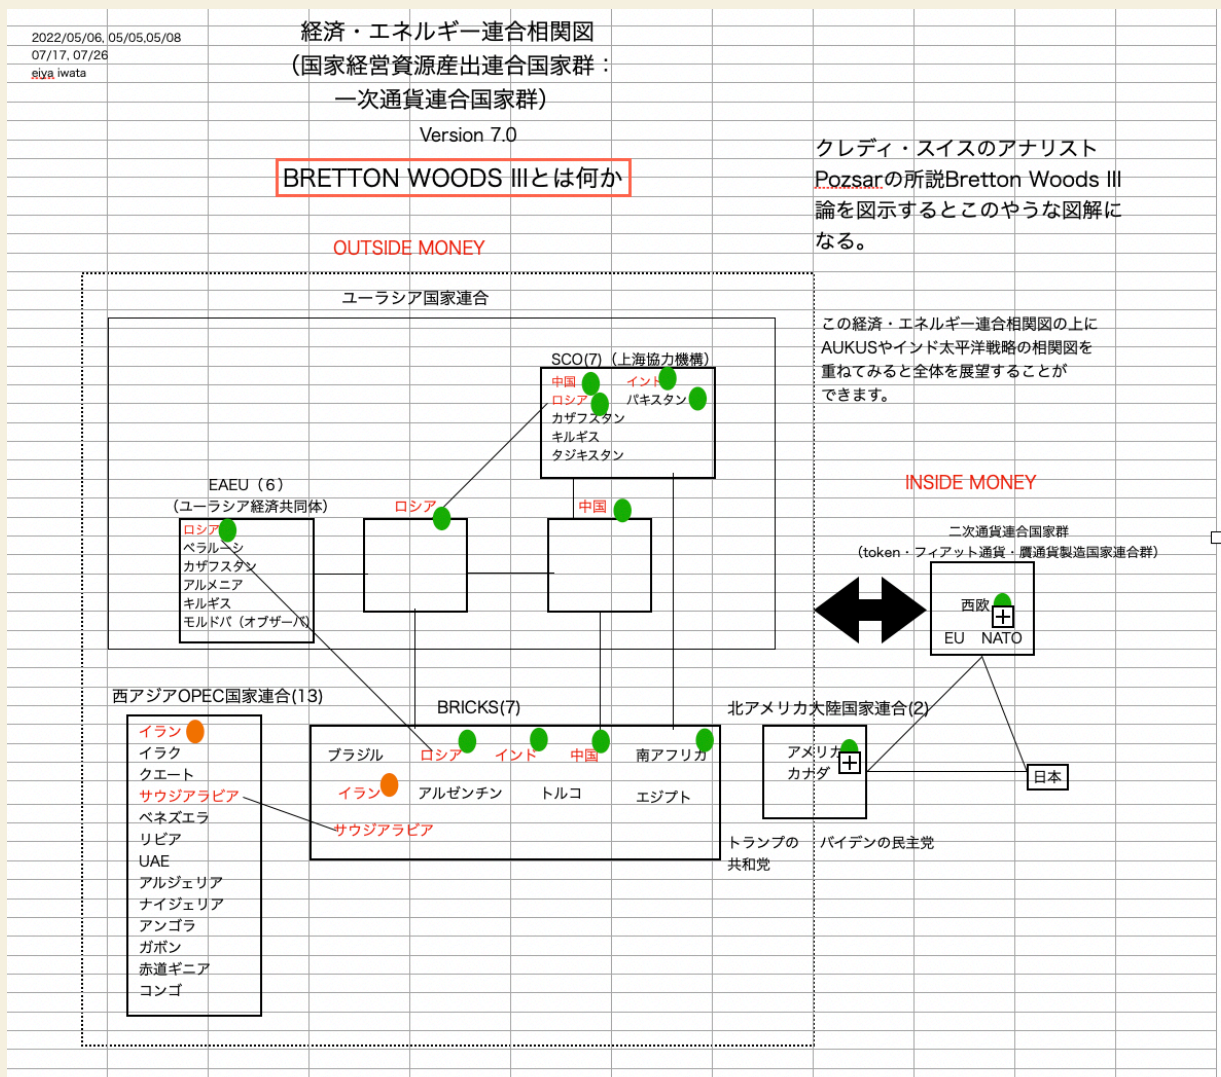 2022/05/06, 05/05,05/08
07/17, 07/26
eiya iwata
経済・エネルギー連合相関図
（国家経営資源産出連合国家群：
一次通貨連合国家群）
Version 7.0
BRETTON WOODS IIIとは何か
クレディ・スイスのアナリスト
Pozsarの所説Bretton Woods III
論を図示するとこのやうな図解に
なる。
OUTSIDE MONEY
ユーラシア国家連合
この経済・エネルギー連合相関図の上に
AUKUSやインド太平洋戦略の相関図を
重ねてみると全体を展望することが
できます。
SCO(7)（上海協力機構）
中国 インド
ロシア パキスタン
カザフスタン
キルギス
タジキスタン
EAEU（６）
（ユーラシア経済共同体）
ロシア
ベラルーシ
カザフスタン
アルメニア
キルギス
モルドバ（オブザーバ）
ロシア
中国
INSIDE MONEY
二次通貨連合国家群
（token・フィアット通貨・贋通貨製造国家連合群）
西欧
EU NATO
西アジアOPEC国家連合(13)
イラン
イラク
クエート
サウジアラビア
ベネズエラ
リビア
UAE
アルジェリア
ナイジェリア
アンゴラ
ガボン
赤道ギニア
コンゴ
BRICKS(7)
ブラジル ロシア インド 中国 南アフリカ
イラン アルゼンチン トルコ エジプト
サウジアラビア
北アメリカ大陸国家連合(2)
アメリカ
カナダ
日本
トランプの バイデンの民主党
共和党